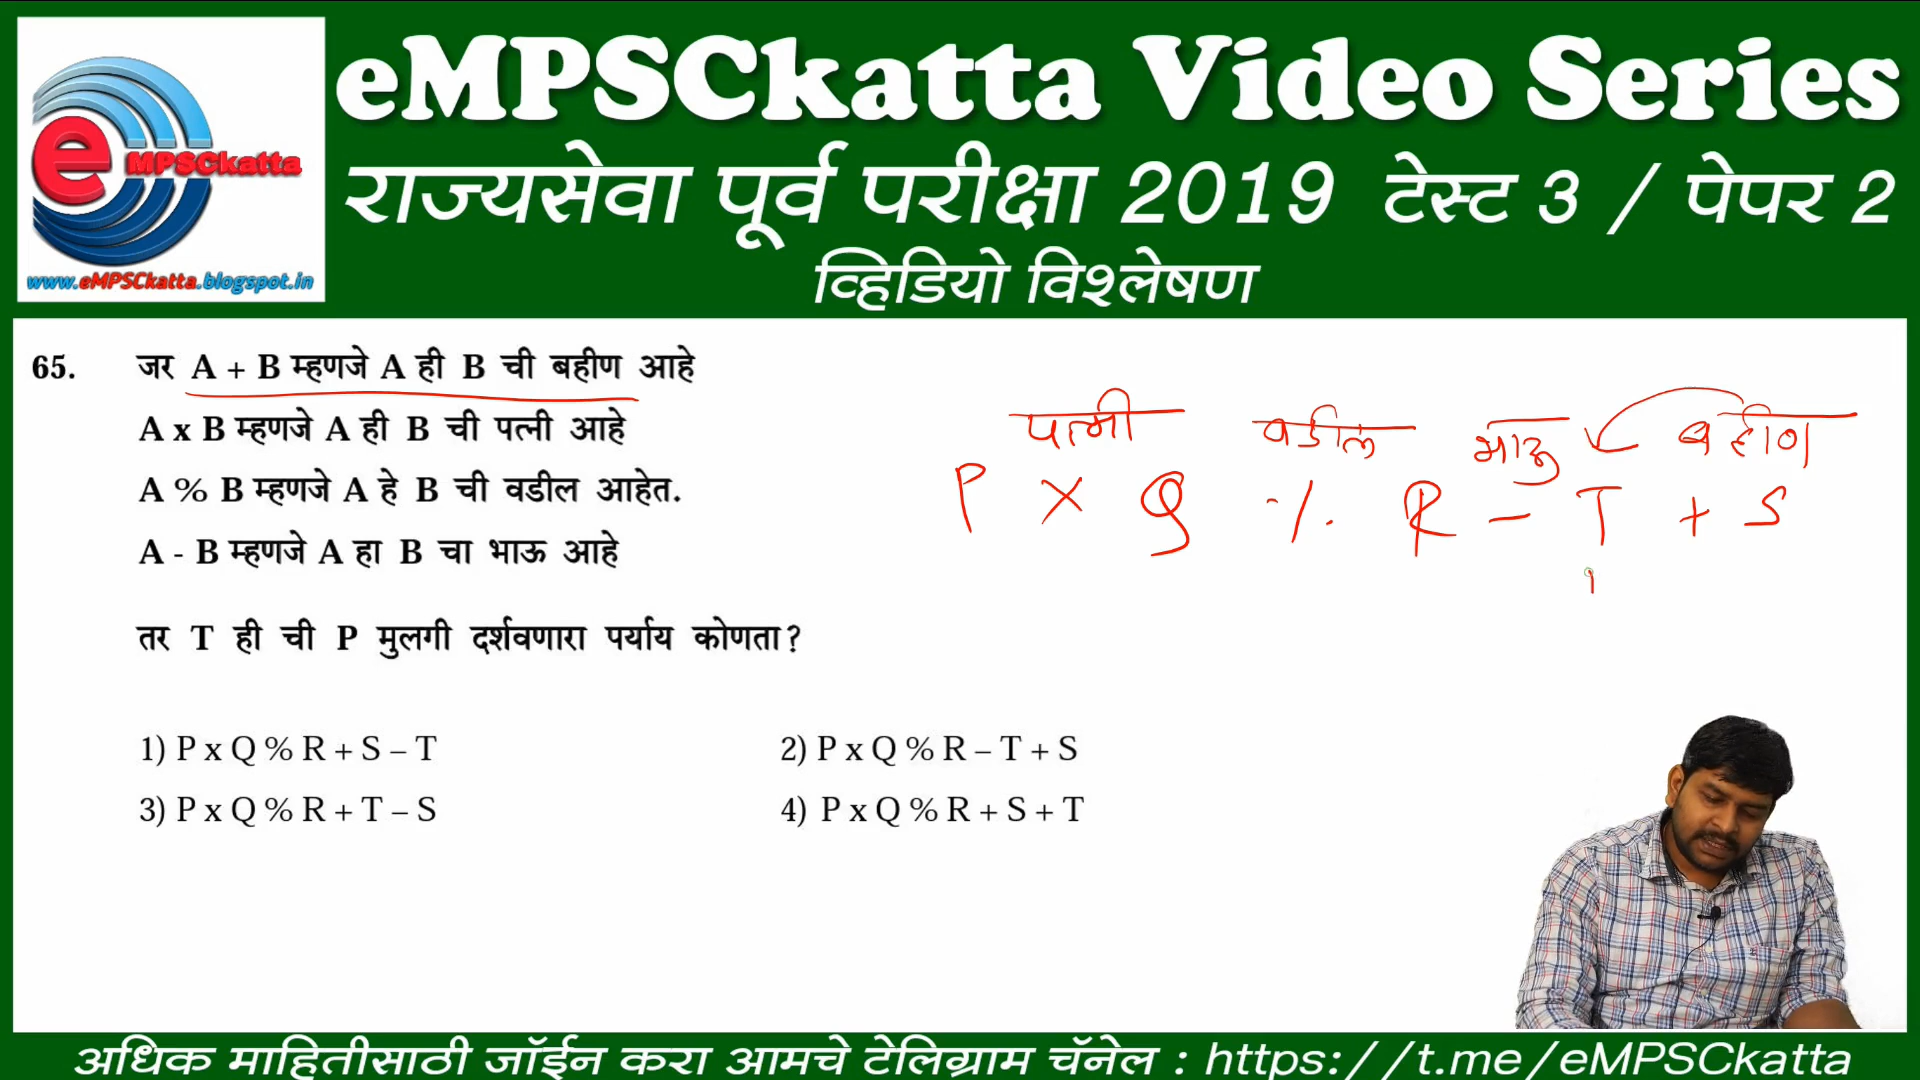 eMPSCkatta Video Series
राज्यसेवा पूर्व परीक्षा 2019 टेस्ट 3 / पेपर 2
व्हिडियो विश्लेषण
e MPSCkatta
www.eMPSCkatta.blogspot.in
65. जर A + B म्हणजे A ही B ची बहीण आहे
A x B म्हणजे A ही B ची पत्नी आहे
A % B म्हणजे A हे B ची वडील आहेत.
A - B म्हणजे A हा B चा भाऊ आहे
तर T ही ची P मुलगी दर्शवणारा पर्याय कोणता?
1) P x Q % R + S – T
2) P x Q % R – T + S
3) P x Q % R + T – S
4) P x Q % R + S + T
पत्नी वडील भाऊ बहीण
P X Q % R – T + S
अधिक माहितीसाठी जॉईन करा आमचे टेलिग्राम चॅनेल : https://t.me/eMPSCkatta